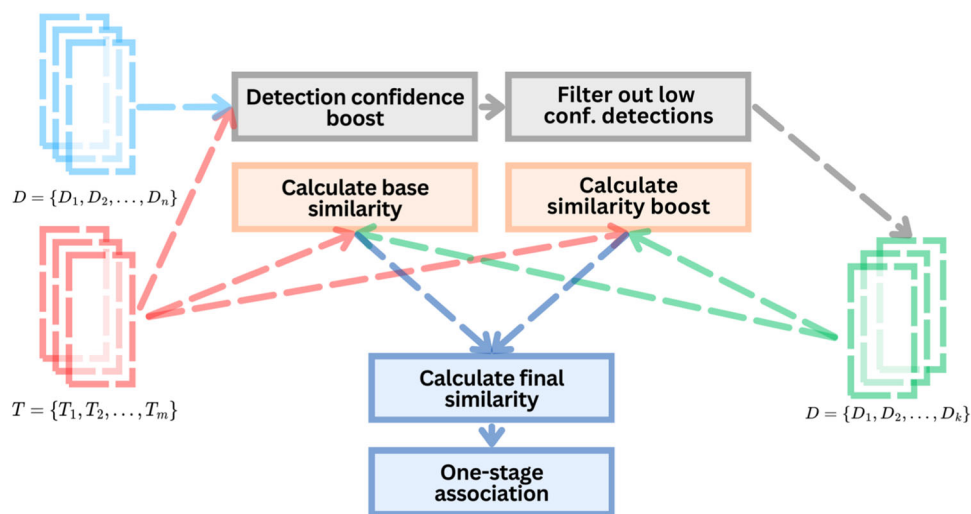 Detection confidence
boost
Filter out low
conf. detections
D = {D₁, D₂, . . . , Dₙ}
Calculate base
similarity
Calculate
similarity boost
T = {T₁, T₂, . . . , Tₘ}
Calculate final
similarity
D = {D₁, D₂, . . . , Dₖ}
One-stage
association